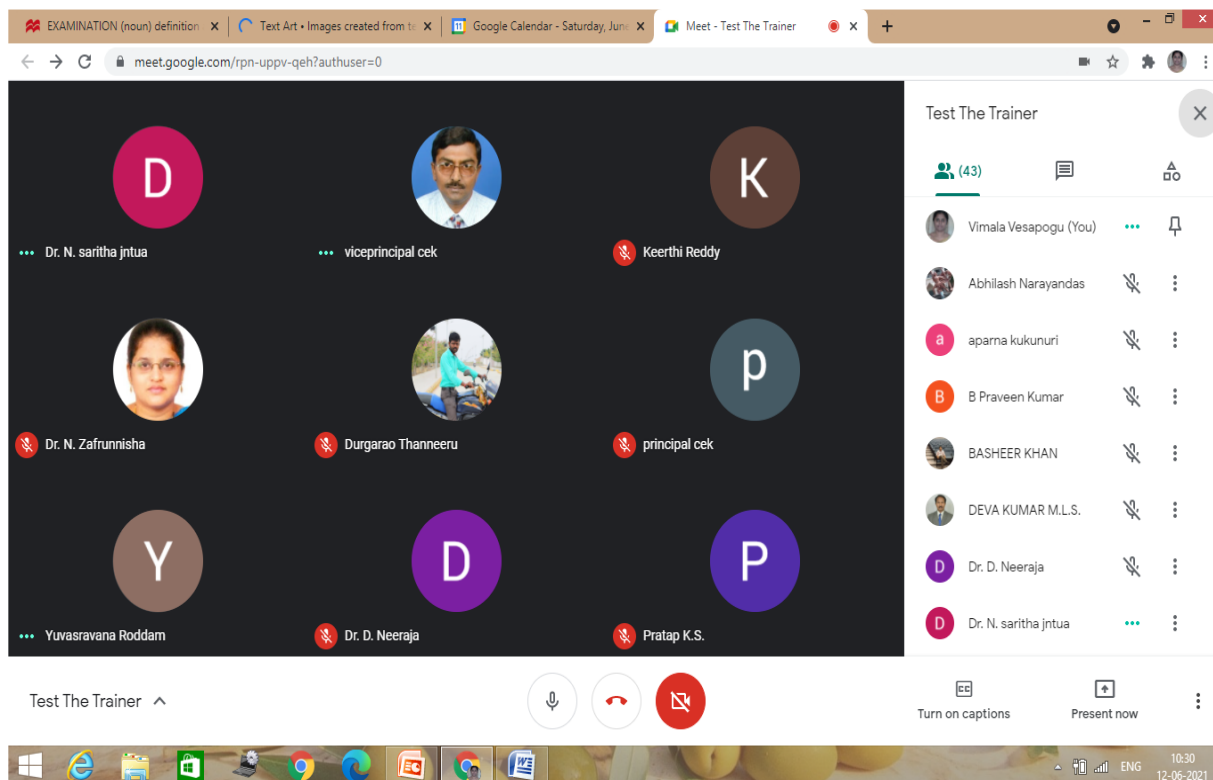 EXAMINATION (noun) definition
Text Art • Images created from te
Google Calendar - Saturday, June
Meet - Test The Trainer
meet.google.com/rpn-uppv-qeh?authuser=0
D
K
Dr. N. saritha jntua
viceprincipal cek
Keerthi Reddy
p
Dr. N. Zafrunnisha
Durgarao Thanneeru
principal cek
Y
D
P
Yuvasravana Roddam
Dr. D. Neeraja
Pratap K.S.
Test The Trainer
(43)
Vimala Vesapogu (You)
Abhilash Narayandas
a aparna kukunuri
B B Praveen Kumar
BASHEER KHAN
DEVA KUMAR M.L.S.
D Dr. D. Neeraja
D Dr. N. saritha jntua
Test The Trainer
CC
Turn on captions
Present now
ENG
10:30
12-06-2021